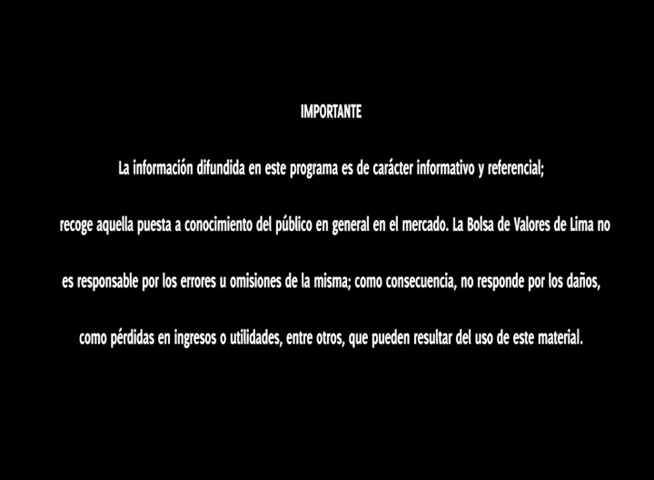 IMPORTANTE
La información difundida en este programa es de carácter informativo y referencial;
recoge aquella puesta a conocimiento del público en general en el mercado. La Bolsa de Valores de Lima no
es responsable por los errores u omisiones de la misma; como consecuencia, no responde por los daños,
como pérdidas en ingresos o utilidades, entre otros, que pueden resultar del uso de este material.